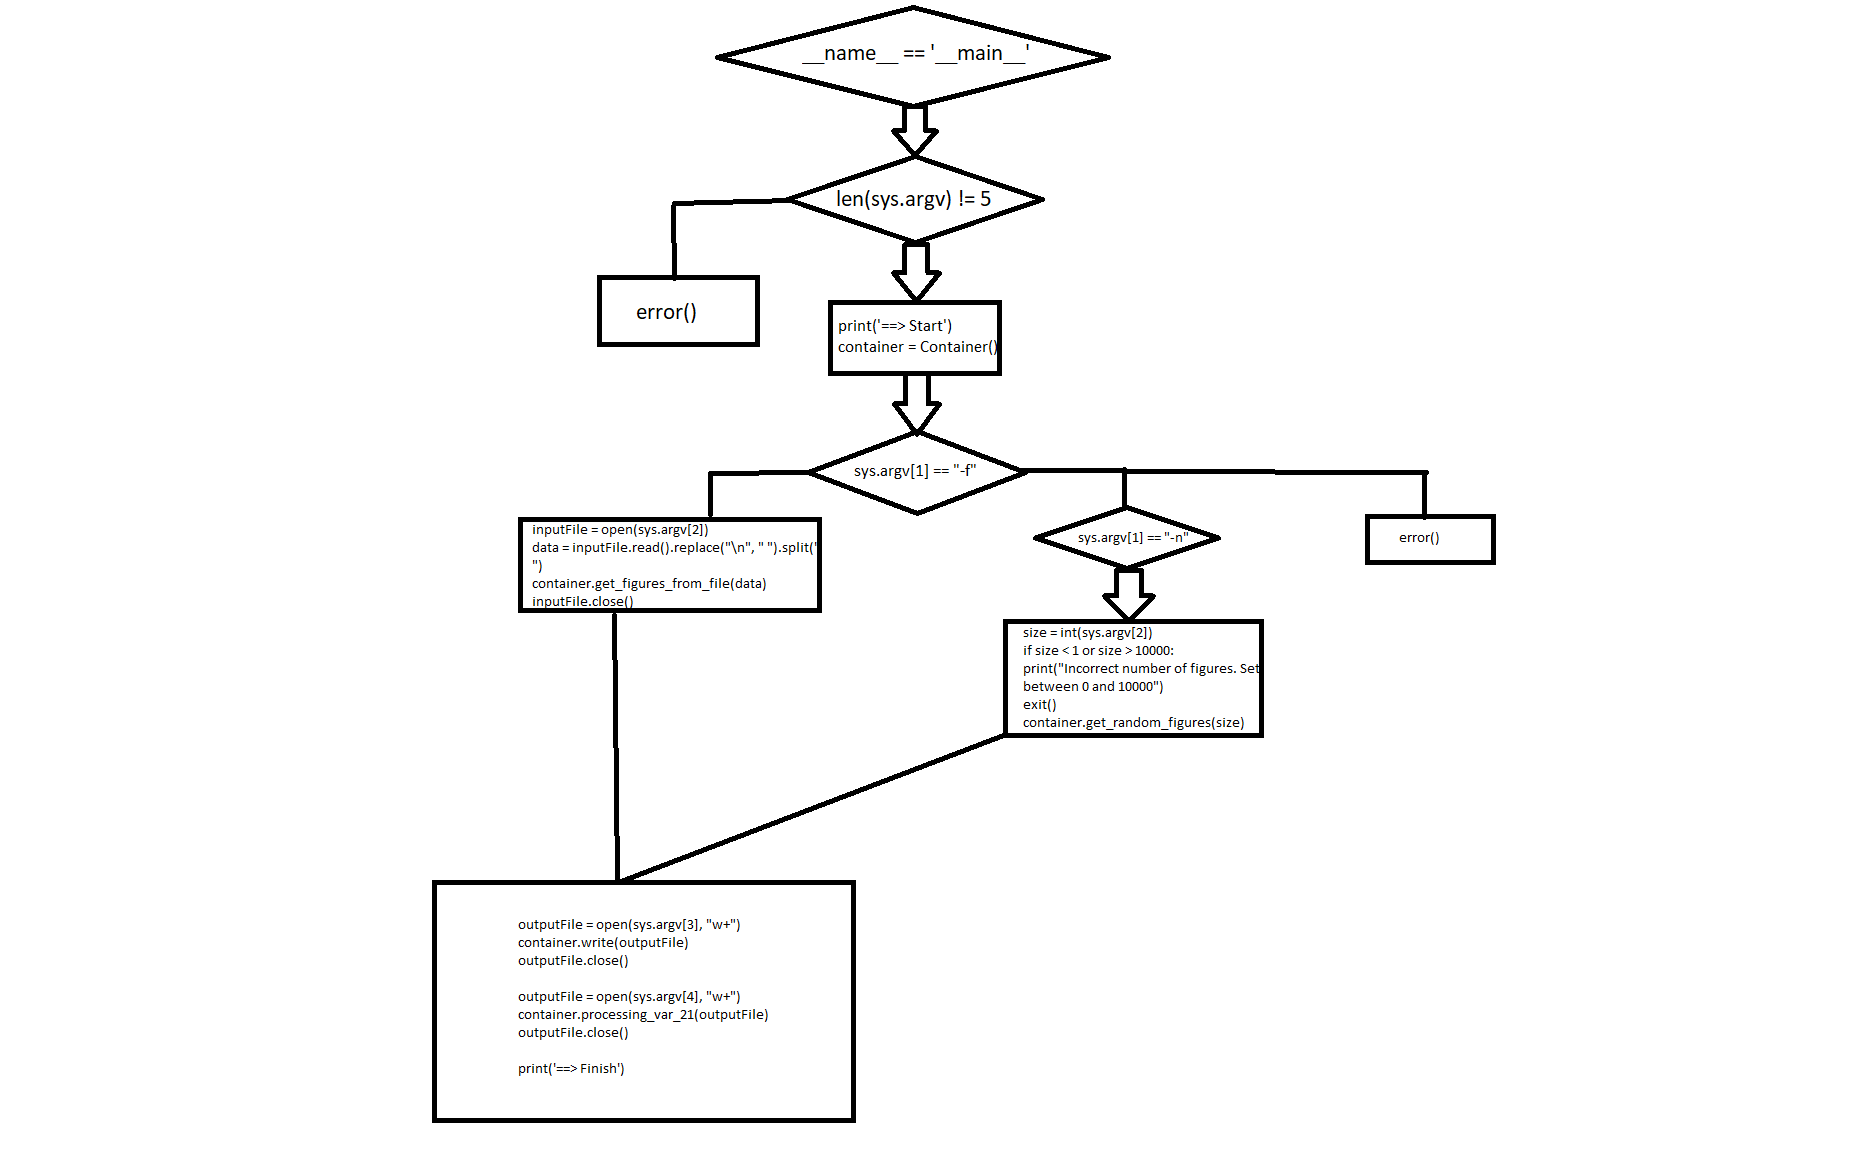 __name__ == '__main__'
len(sys.argv) != 5
error()
print('==> Start')
container = Container()
sys.argv[1] == "-f"
inputFile = open(sys.argv[2])
data = inputFile.read().replace("\n", " ").split("
")
container.get_figures_from_file(data)
inputFile.close()
sys.argv[1] == "-n"
error()
size = int(sys.argv[2])
if size < 1 or size > 10000:
print("Incorrect number of figures. Set
between 0 and 10000")
exit()
container.get_random_figures(size)
outputFile = open(sys.argv[3], "w+")
container.write(outputFile)
outputFile.close()
outputFile = open(sys.argv[4], "w+")
container.processing_var_21(outputFile)
outputFile.close()
print('==> Finish')